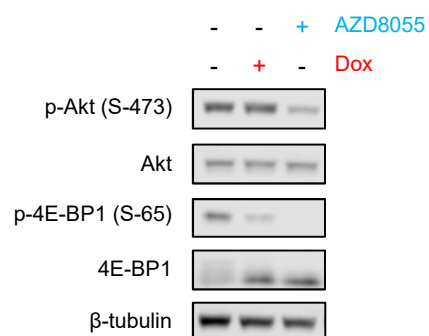 - - + AZD8055
- + - Dox
p-Akt (S-473)
Akt
p-4E-BP1 (S-65)
4E-BP1
β-tubulin